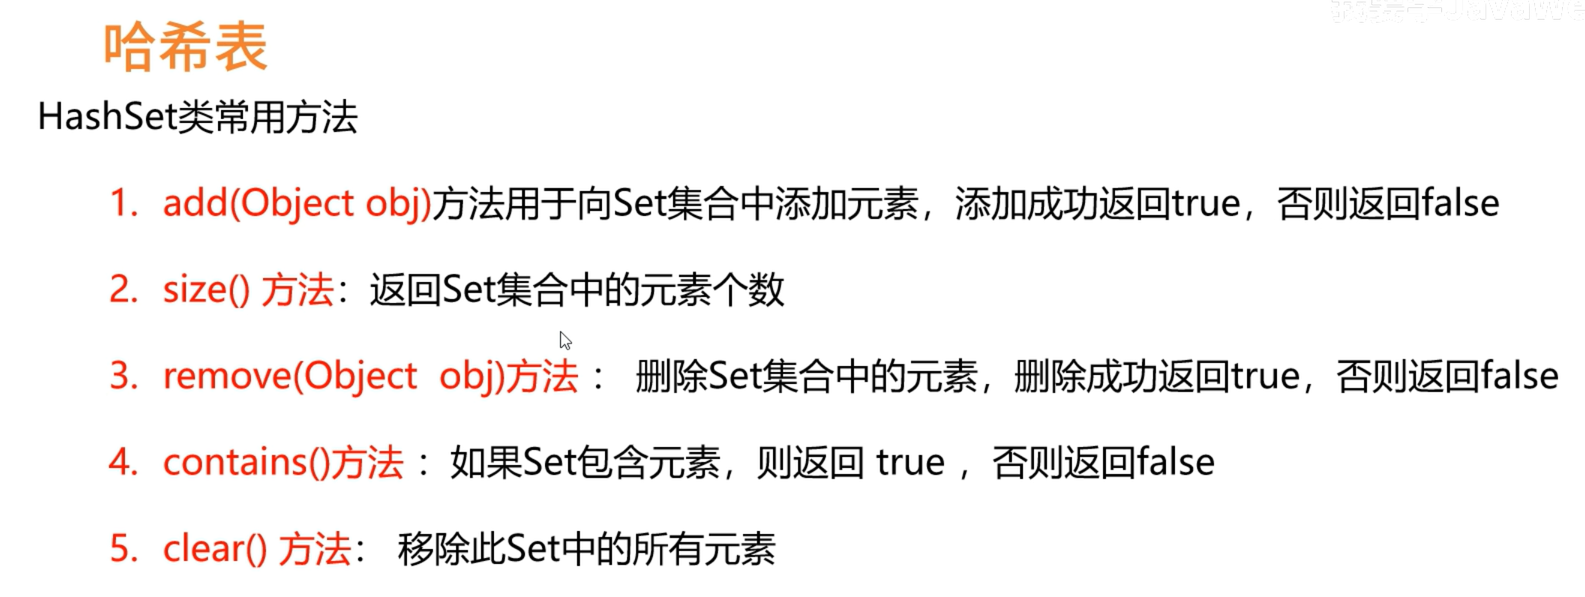 哈希表
HashSet类常用方法
1. add(Object obj)方法用于向Set集合中添加元素，添加成功返回true，否则返回false
2. size() 方法：返回Set集合中的元素个数
3. remove(Object obj)方法 ： 删除Set集合中的元素，删除成功返回true，否则返回false
4. contains()方法 ：如果Set包含元素，则返回 true ，否则返回false
5. clear() 方法： 移除此Set中的所有元素